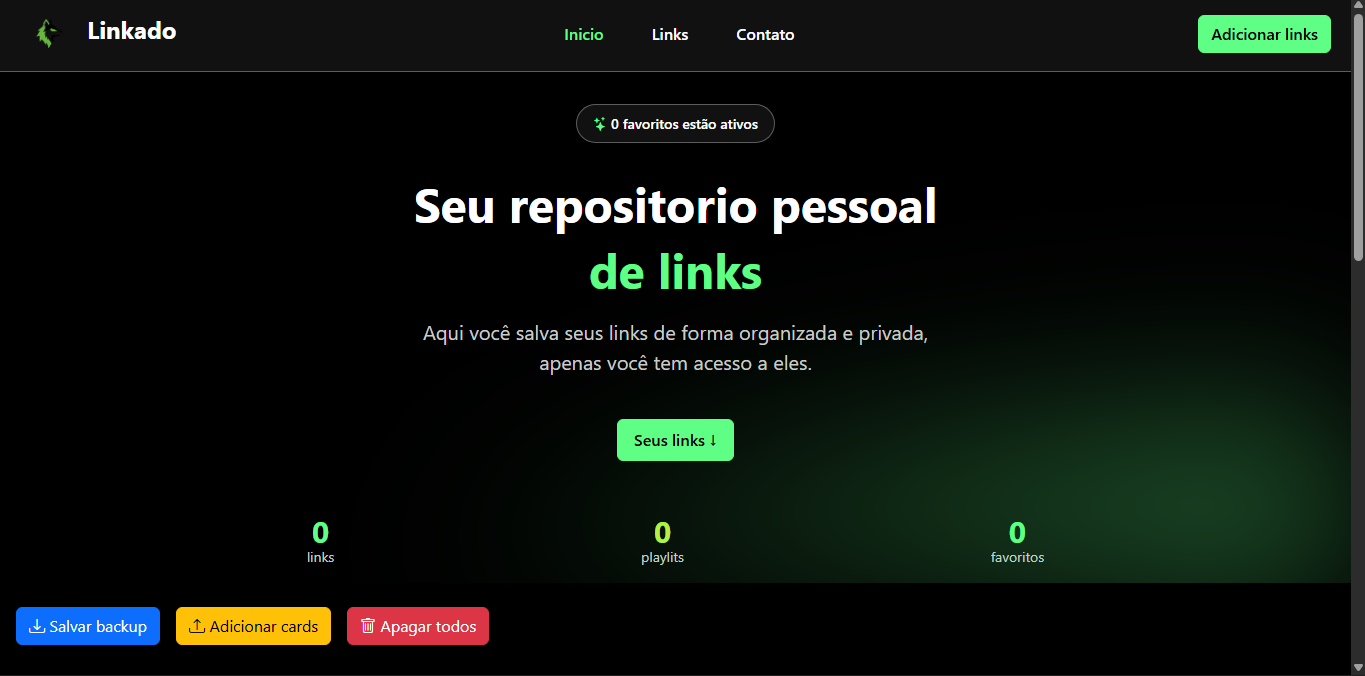 Linkado
Inicio
Links
Contato
Adicionar links
0 favoritos estão ativos
Seu repositorio pessoal
de links
Aqui você salva seus links de forma organizada e privada,
apenas você tem acesso a eles.
Seus links ↓
0
links
0
playlits
0
favoritos
Salvar backup
Adicionar cards
Apagar todos